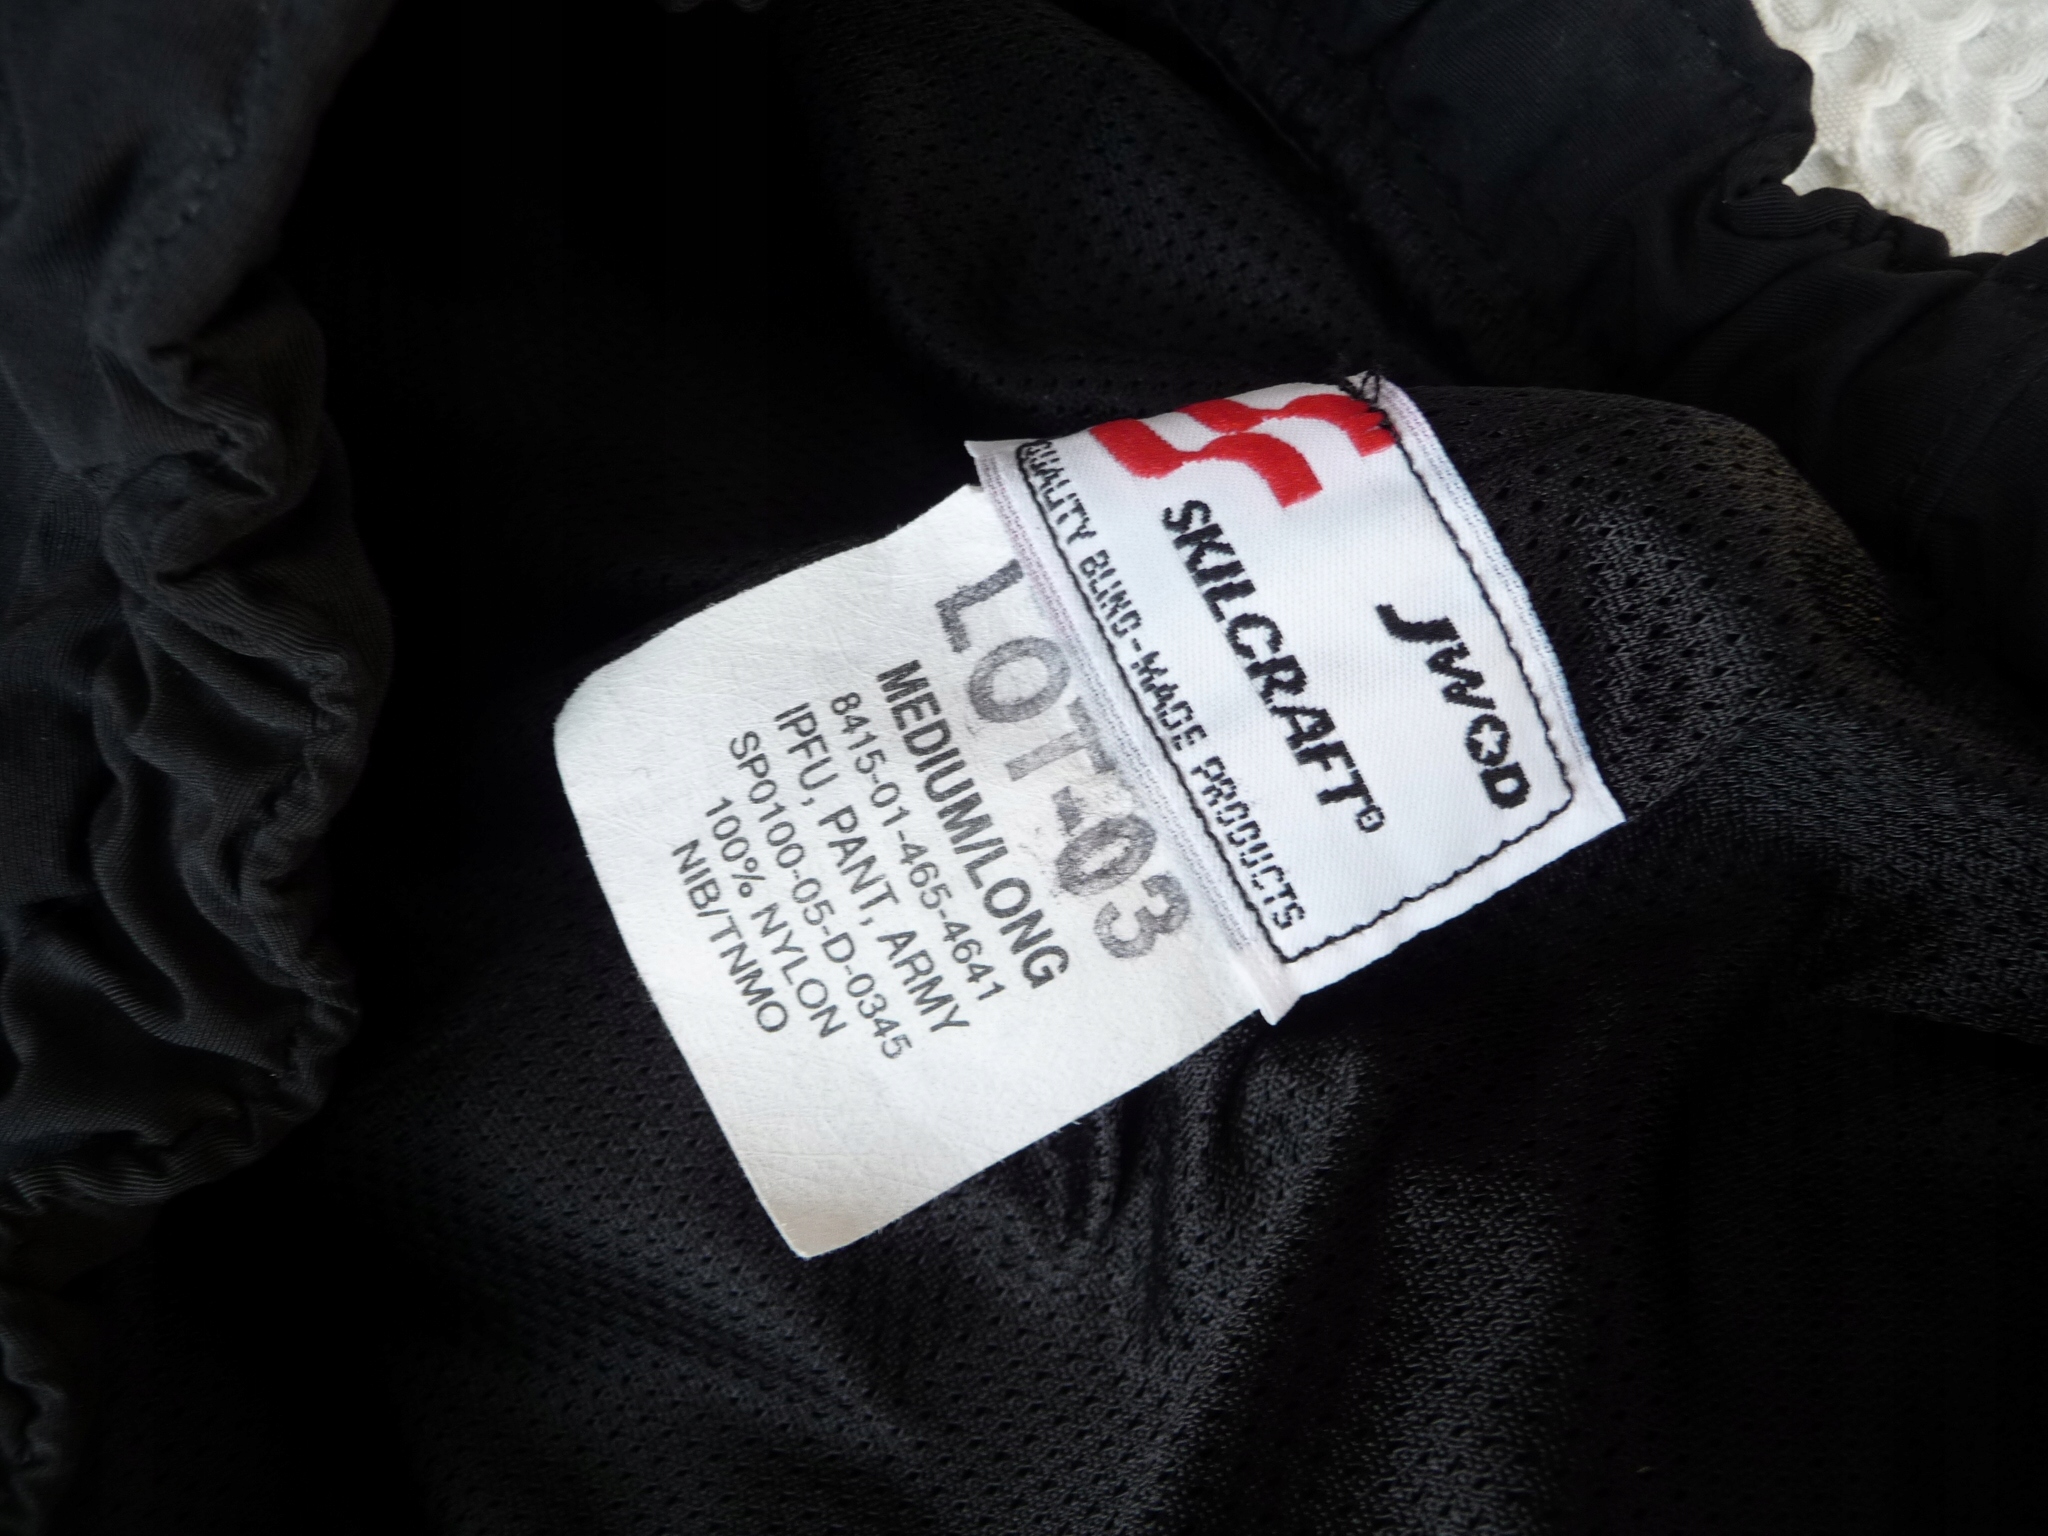 JWOD
SKILCRAFT®
QUALITY BLIND-MADE PRODUCTS
LOT-03
MEDIUM/LONG
8415-01-465-4641
IPFU, PANT, ARMY
SP0100-05-D-0345
100% NYLON
NIB/TNMO